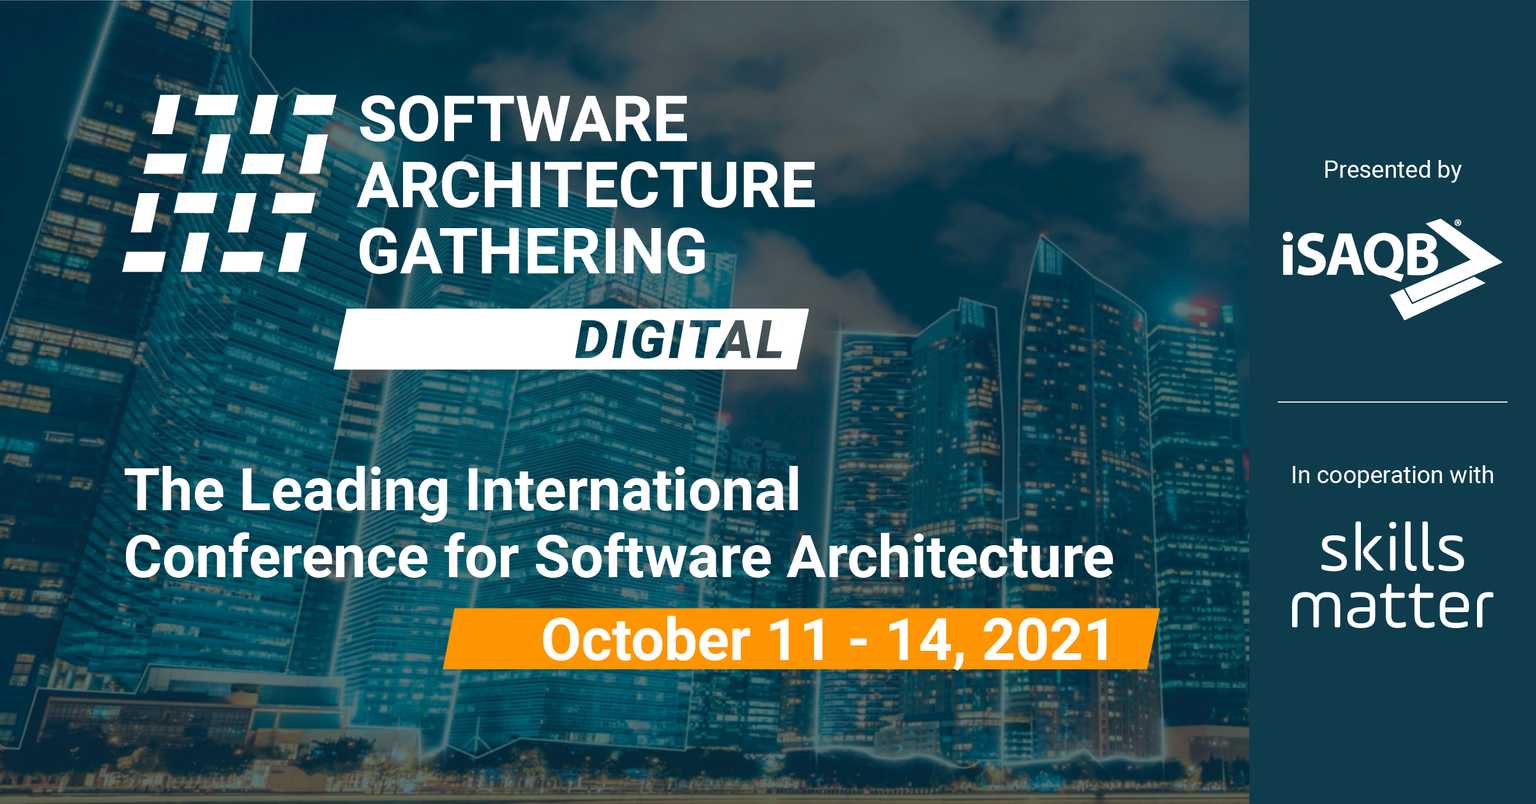 SOFTWARE
ARCHITECTURE
GATHERING
DIGITAL
The Leading International
Conference for Software Architecture
October 11 - 14, 2021
Presented by
iSAQB®
In cooperation with
skills
matter